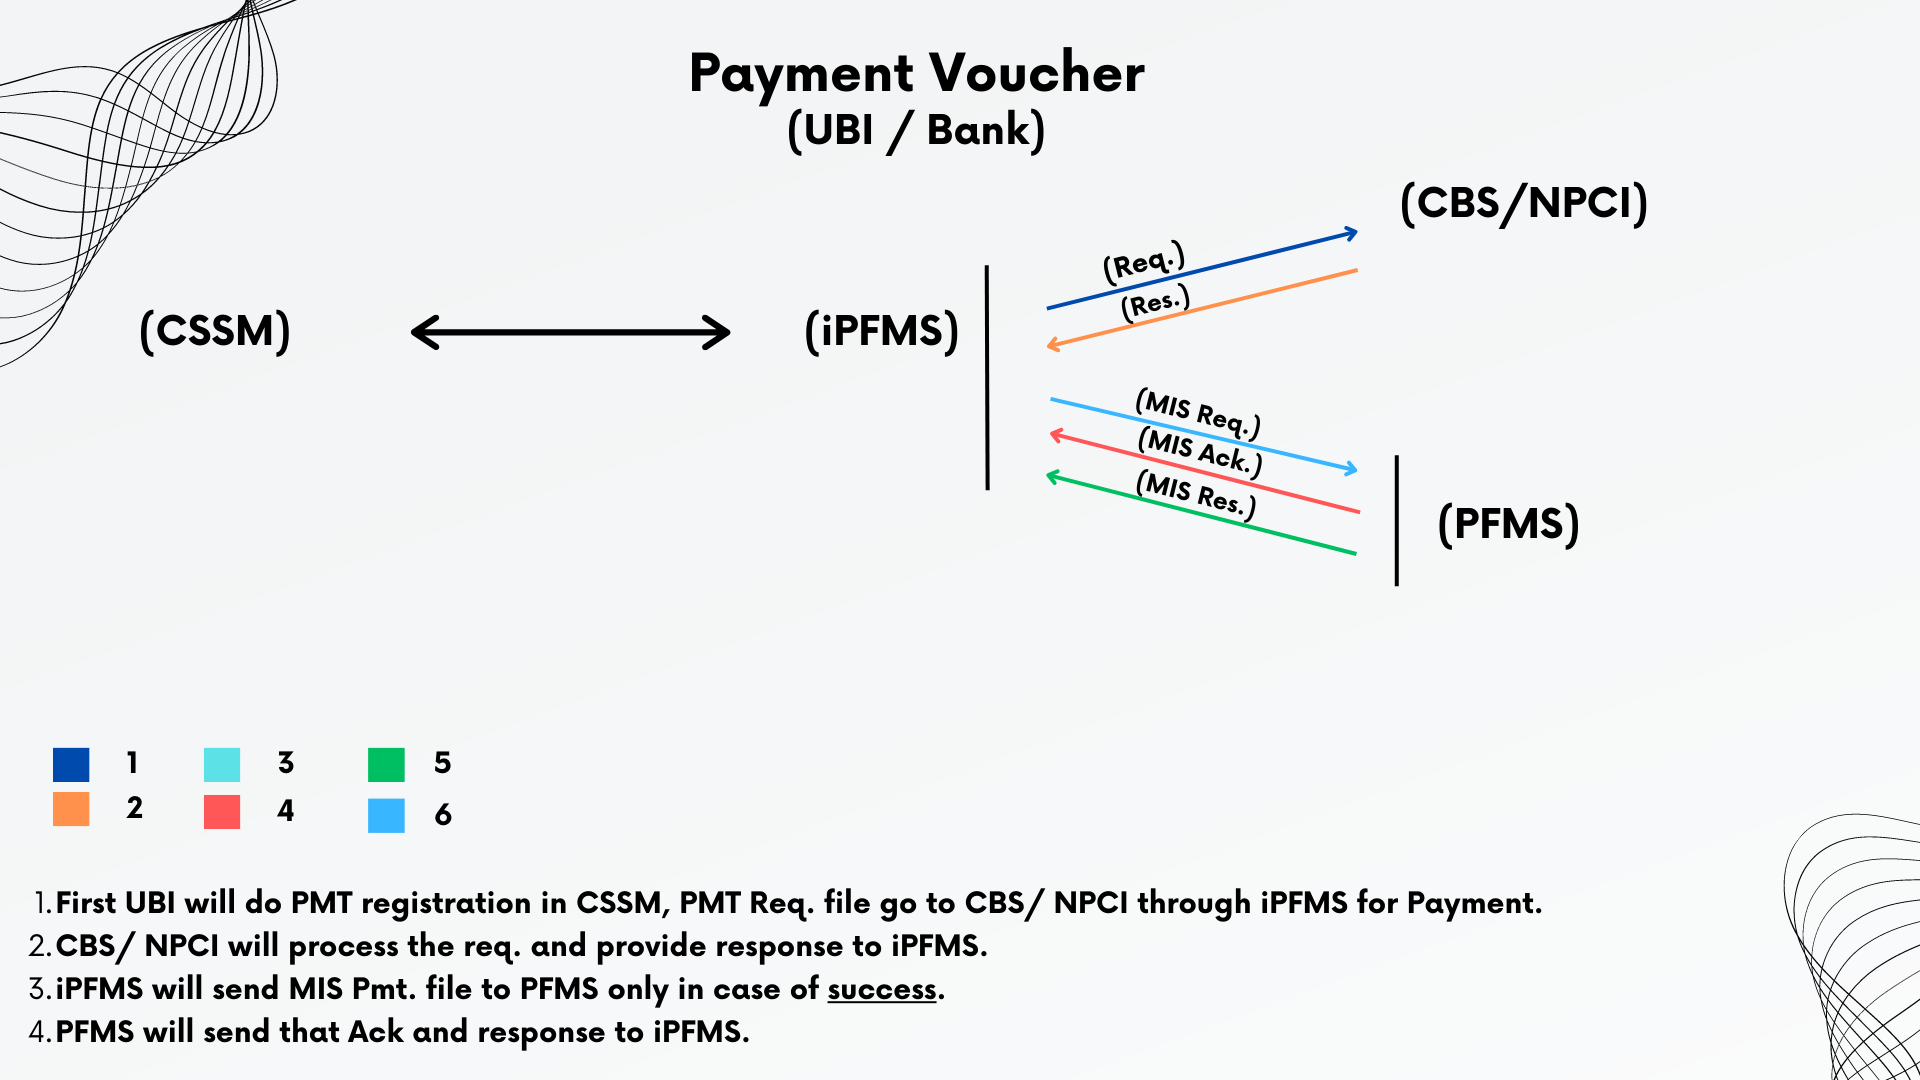 Payment Voucher
(UBI / Bank)
(CBS/NPCI)
(Req.)
(Res.)
(CSSM)
(iPFMS)
(MIS Req.)
(MIS Ack.)
(MIS Res.)
(PFMS)
1 3 5
2 4 6
1. First UBI will do PMT registration in CSSM, PMT Req. file go to CBS/ NPCI through iPFMS for Payment.
2. CBS/ NPCI will process the req. and provide response to iPFMS.
3. iPFMS will send MIS Pmt. file to PFMS only in case of success.
4. PFMS will send that Ack and response to iPFMS.